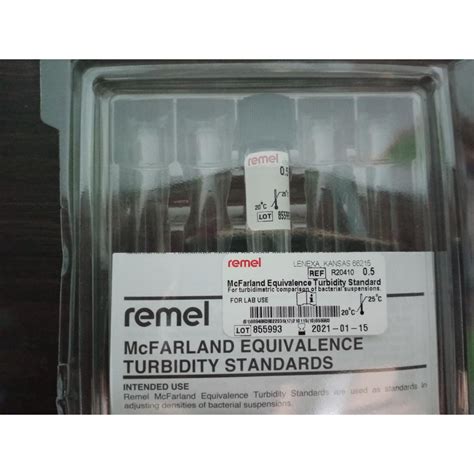 remel
0.5
20°C 25°C
LOT 855993
remel
LENEXA, KANSAS 66215
REF R20410 0.5
McFarland Equivalence Turbidity Standard
For turbidimetric comparison of bacterial suspensions.
FOR LAB USE
20°C 25°C
LOT 855993
2021-01-15
remel
McFARLAND EQUIVALENCE
TURBIDITY STANDARDS
INTENDED USE
Remel McFarland Equivalence Turbidity Standards are used as standards in
adjusting densities of bacterial suspensions.